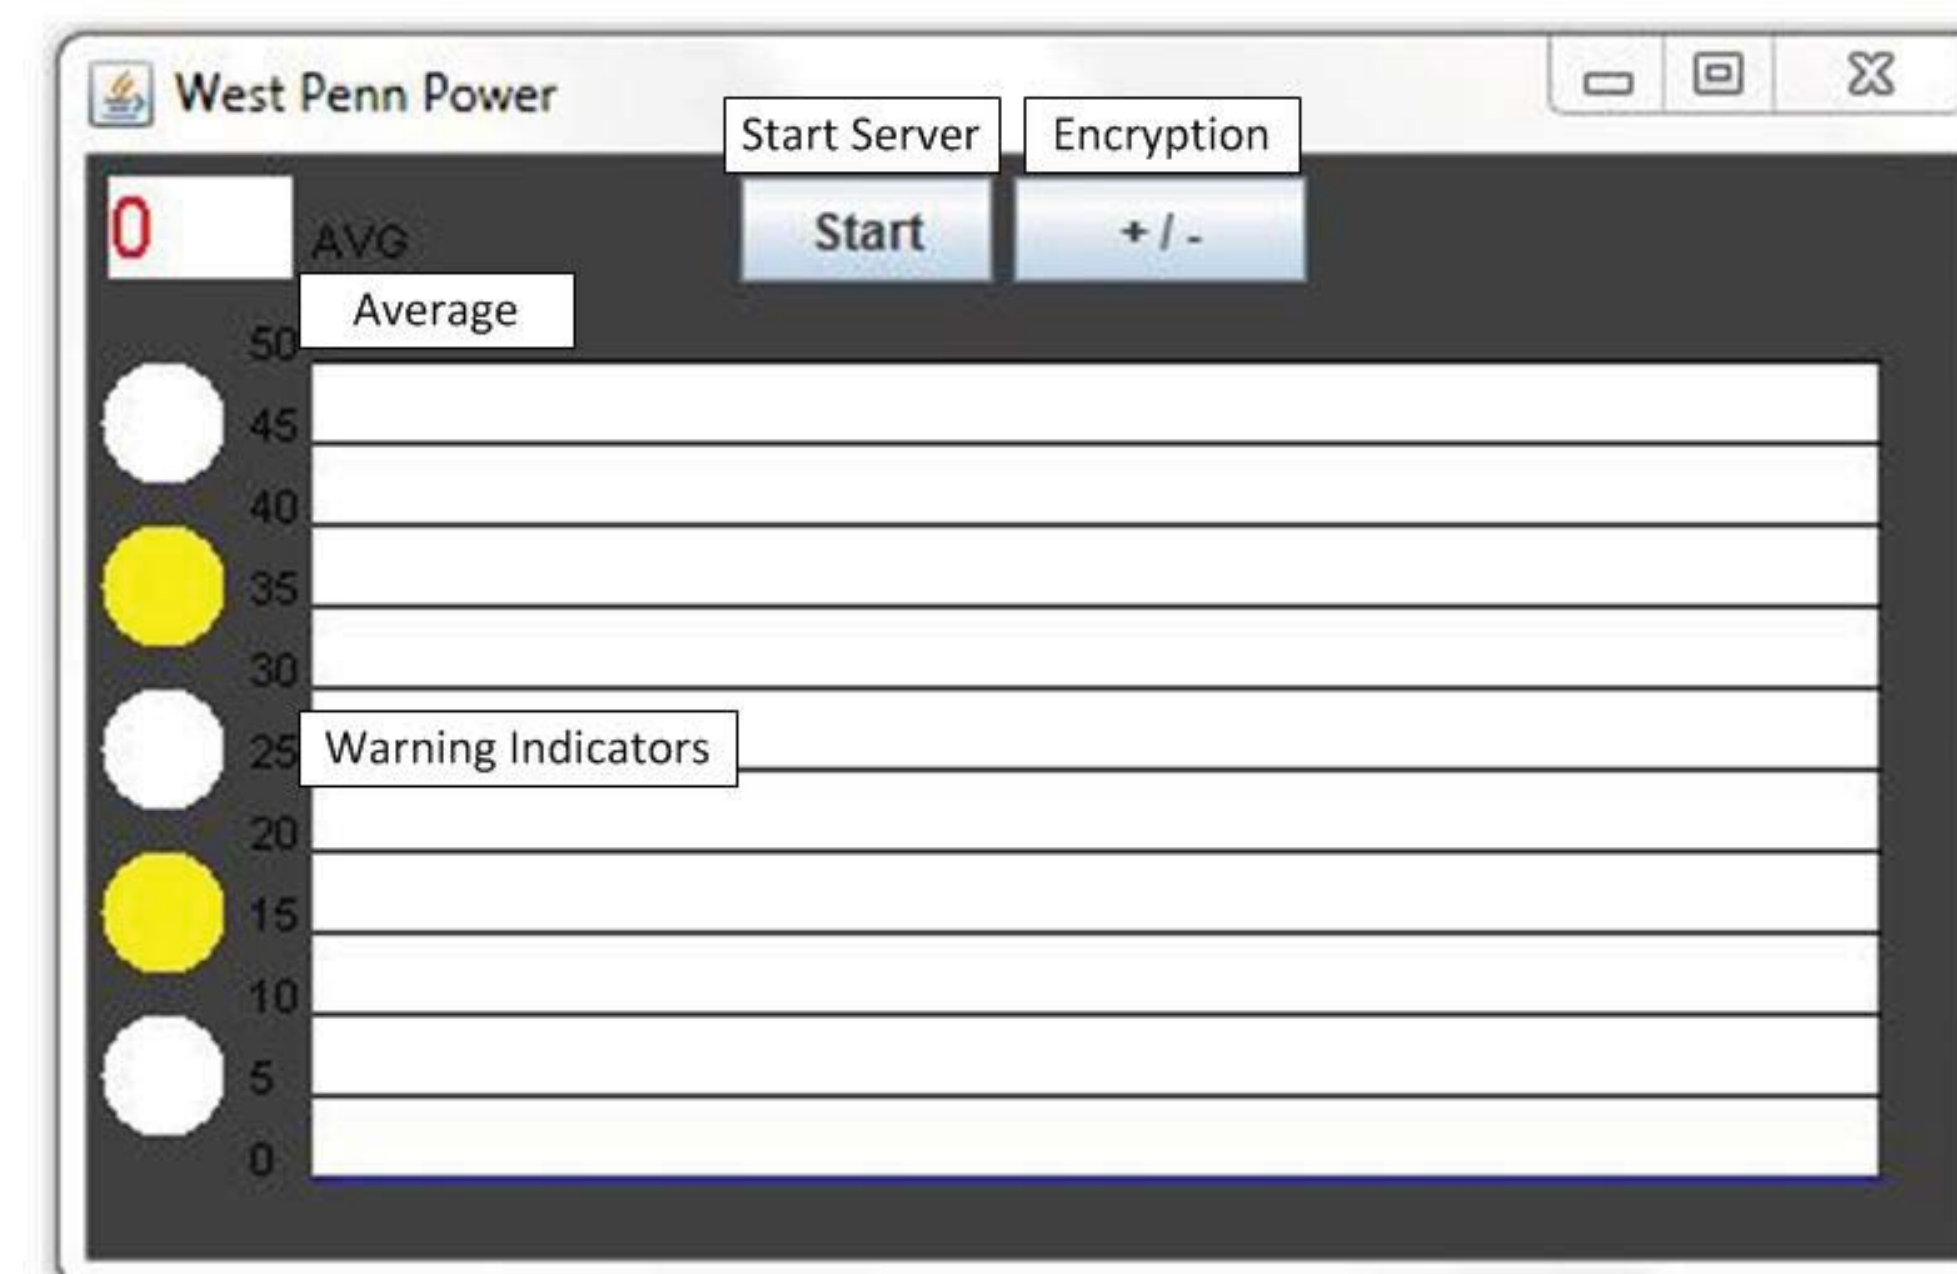 West Penn Power
Start Server
Encryption
0
AVG
Start
+ / -
Average
50
45
40
35
30
25
Warning Indicators
20
15
10
5
0